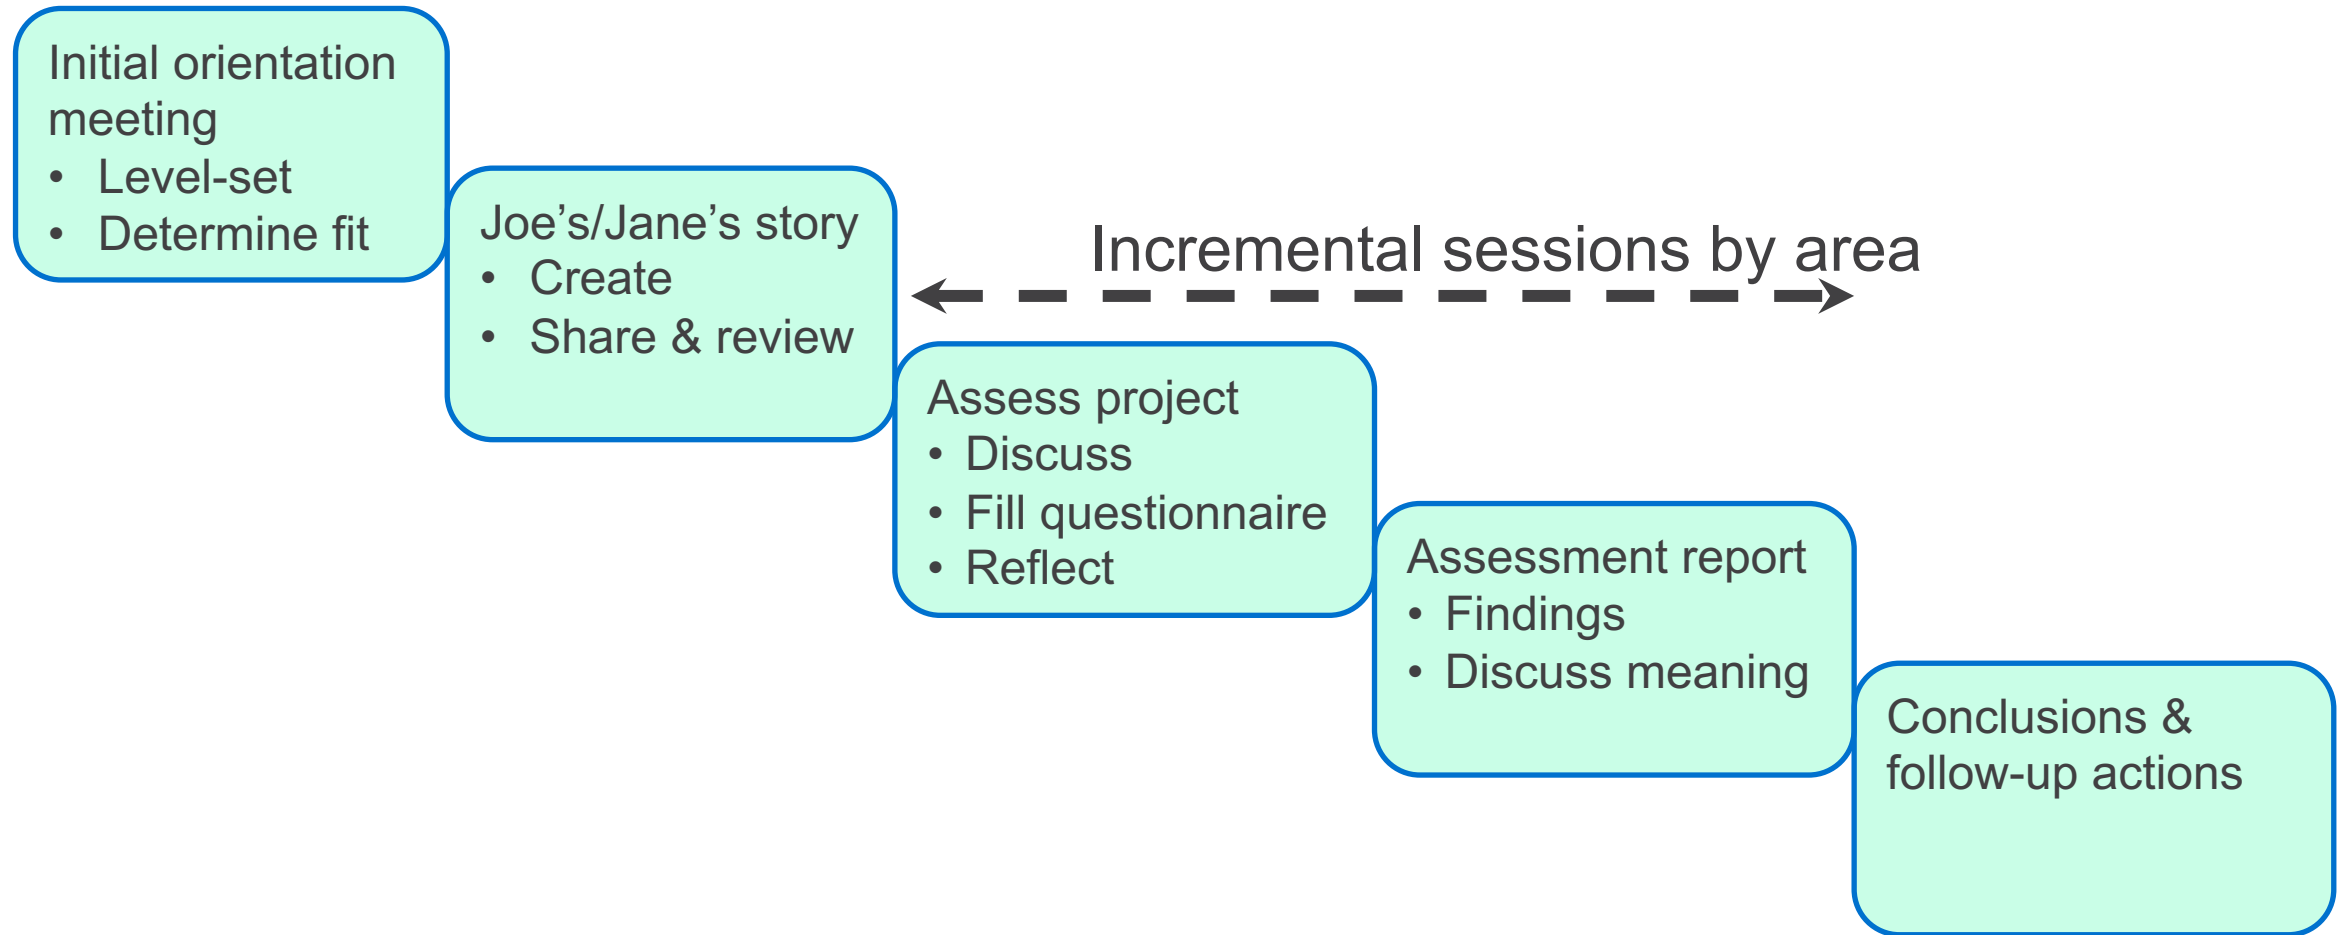 Initial orientation
meeting
• Level-set
• Determine fit
Joe’s/Jane’s story
• Create
• Share & review
Incremental sessions by area
Assess project
• Discuss
• Fill questionnaire
• Reflect
Assessment report
• Findings
• Discuss meaning
Conclusions &
follow-up actions